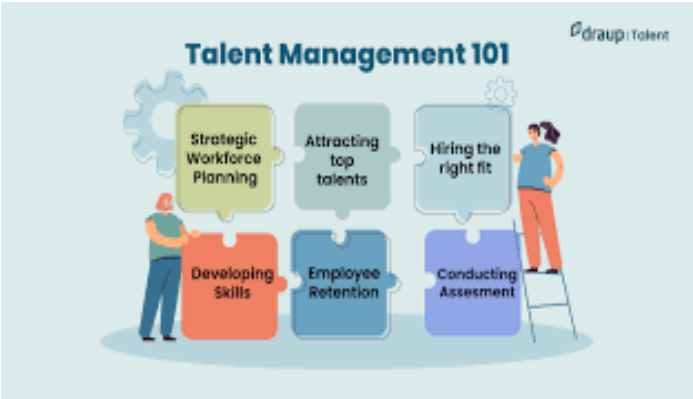 draup | Talent
Talent Management 101
Strategic
Workforce
Planning
Attracting
top
talents
Hiring the
right fit
Developing
Skills
Employee
Retention
Conducting
Assesment